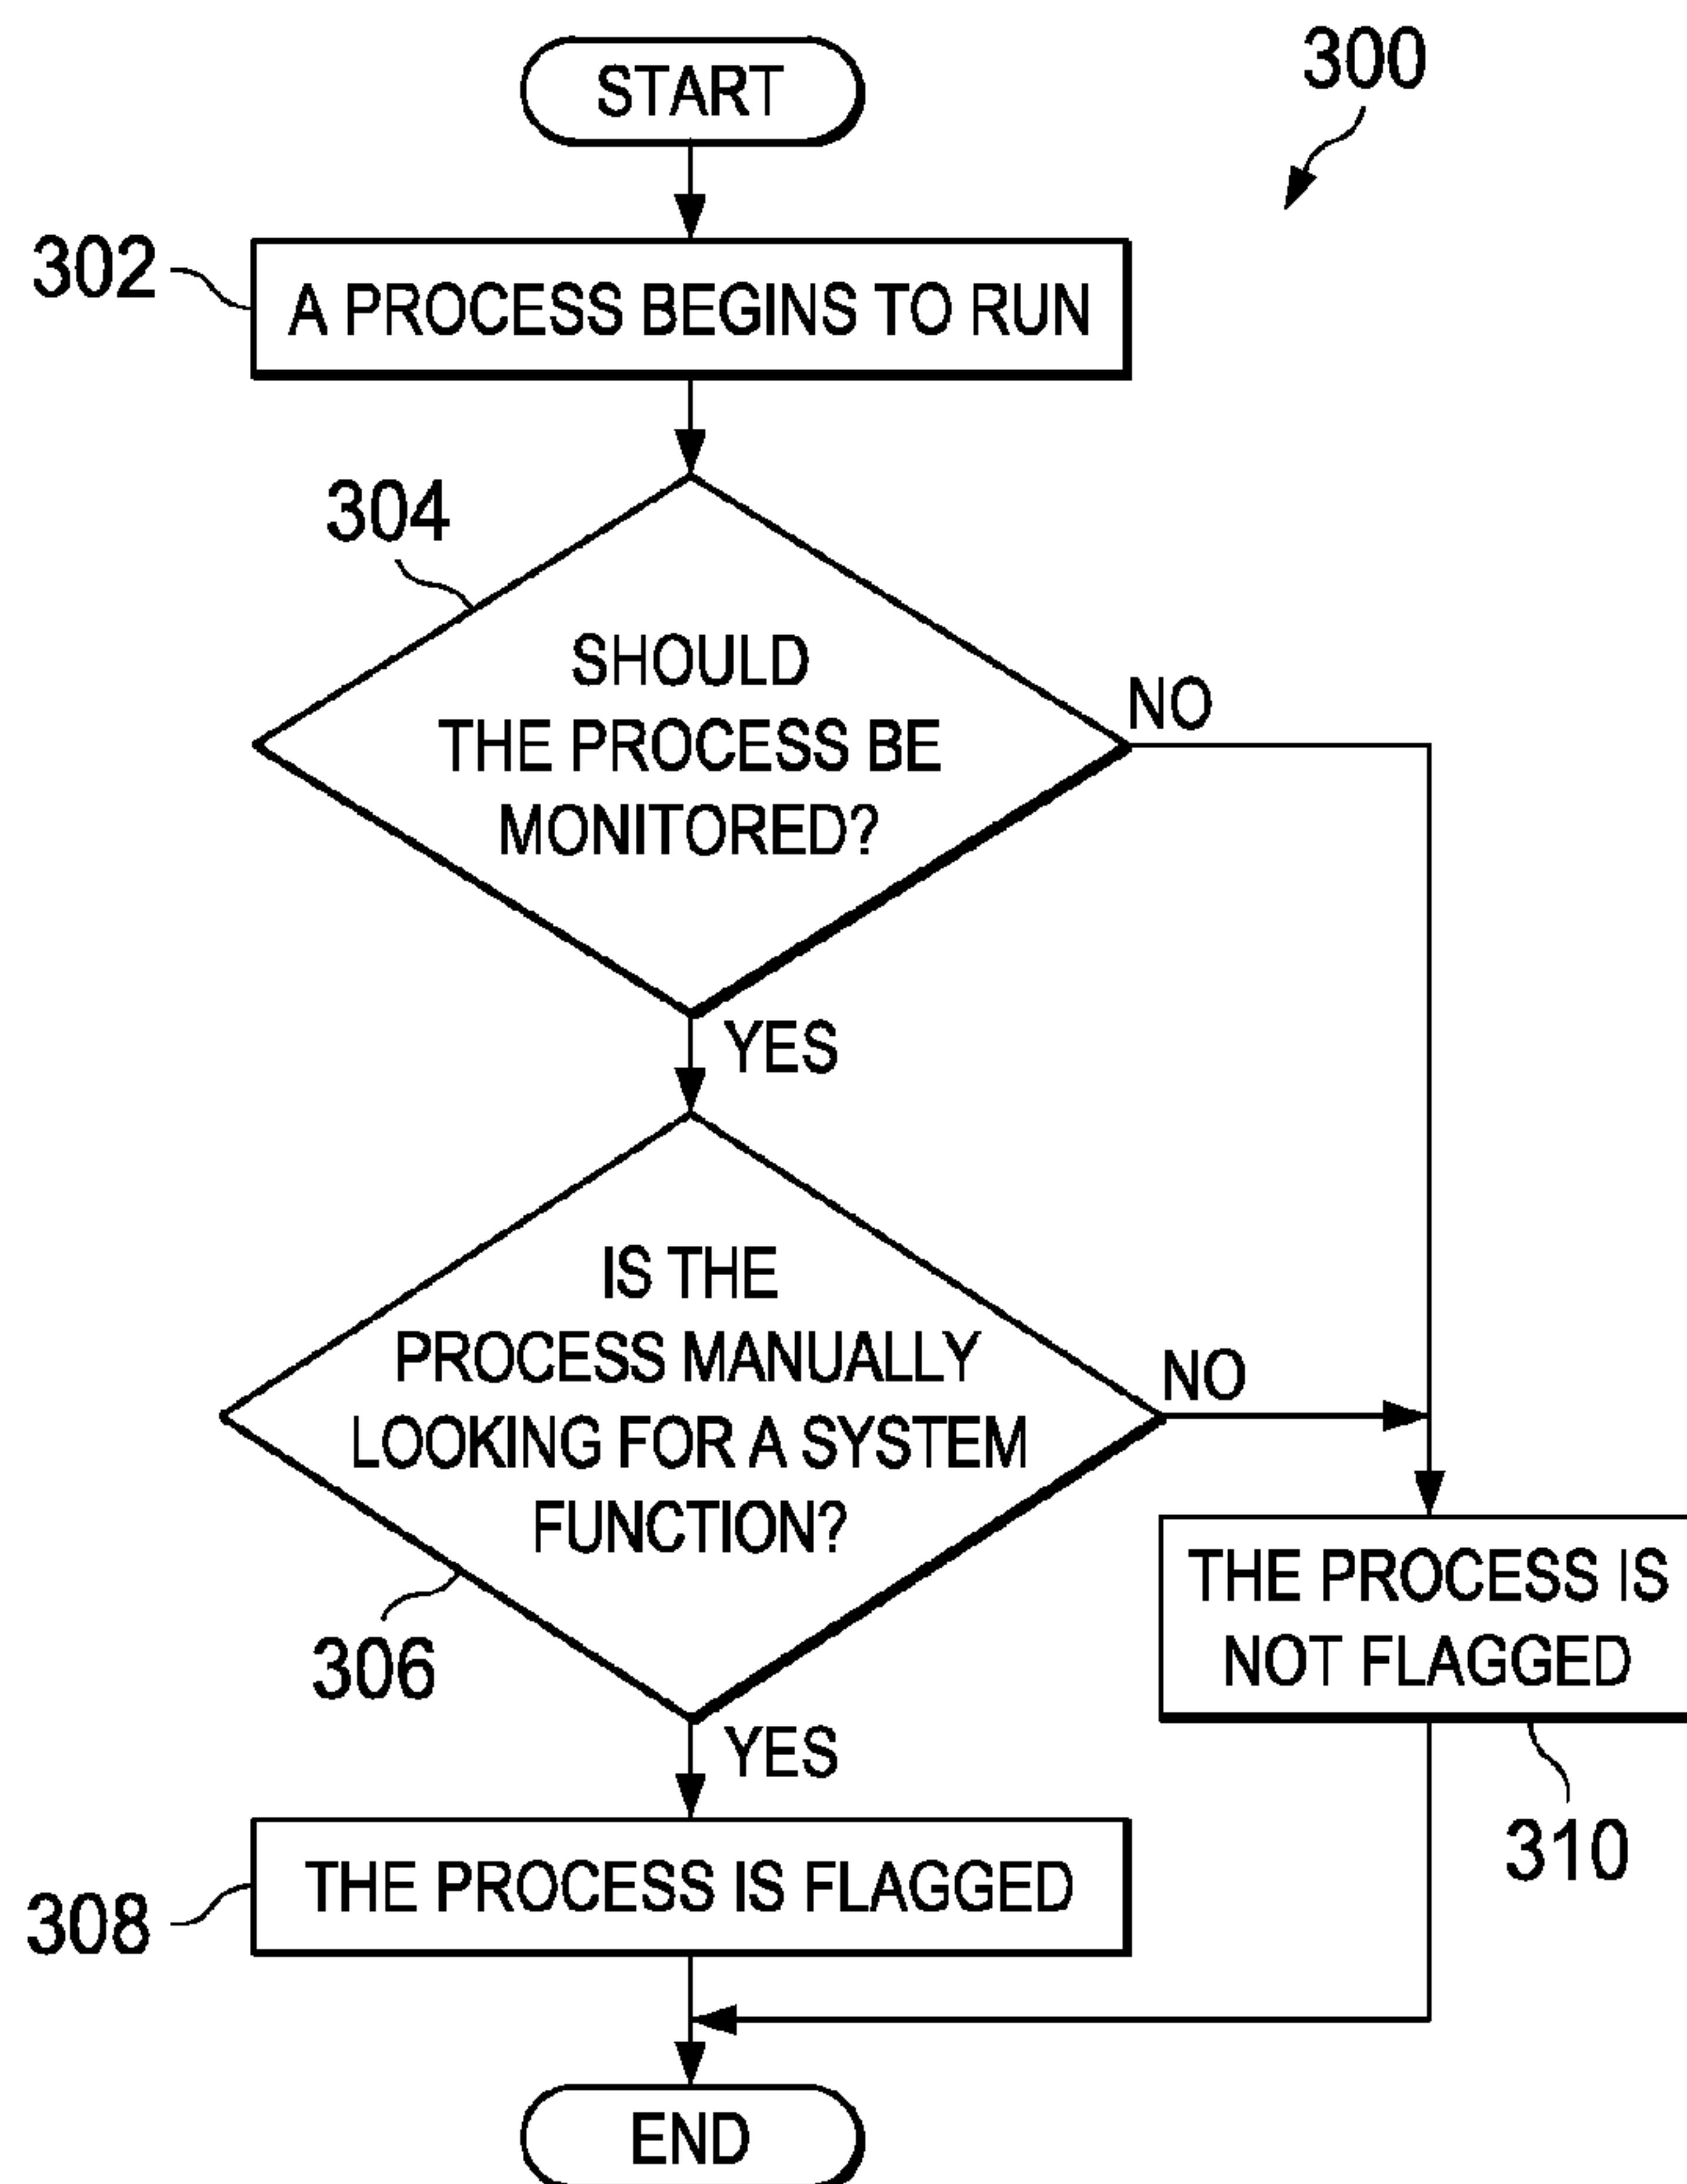 START
300
302
A PROCESS BEGINS TO RUN
304
SHOULD
THE PROCESS BE
MONITORED?
NO
YES
IS THE
PROCESS MANUALLY
LOOKING FOR A SYSTEM
FUNCTION?
NO
306
YES
THE PROCESS IS
NOT FLAGGED
310
308
THE PROCESS IS FLAGGED
END